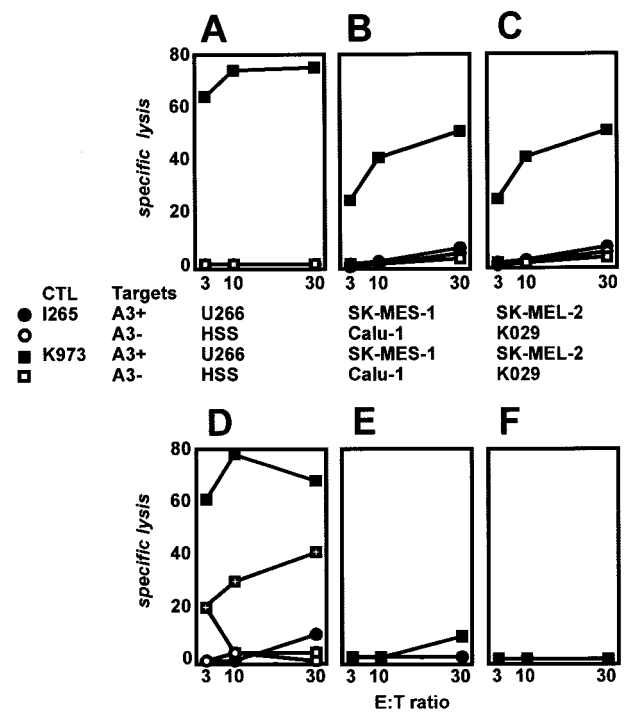 A B C
80
60
40
20
0
specific lysis
3 10 30 3 10 30 3 10 30
CTL Targets
I265 A3+ U266 SK-MES-1 SK-MEL-2
A3- HSS Calu-1 K029
K973 A3+ U266 SK-MES-1 SK-MEL-2
A3- HSS Calu-1 K029
D E F
80
60
40
20
0
specific lysis
3 10 30 3 10 30 3 10 30
E:T ratio